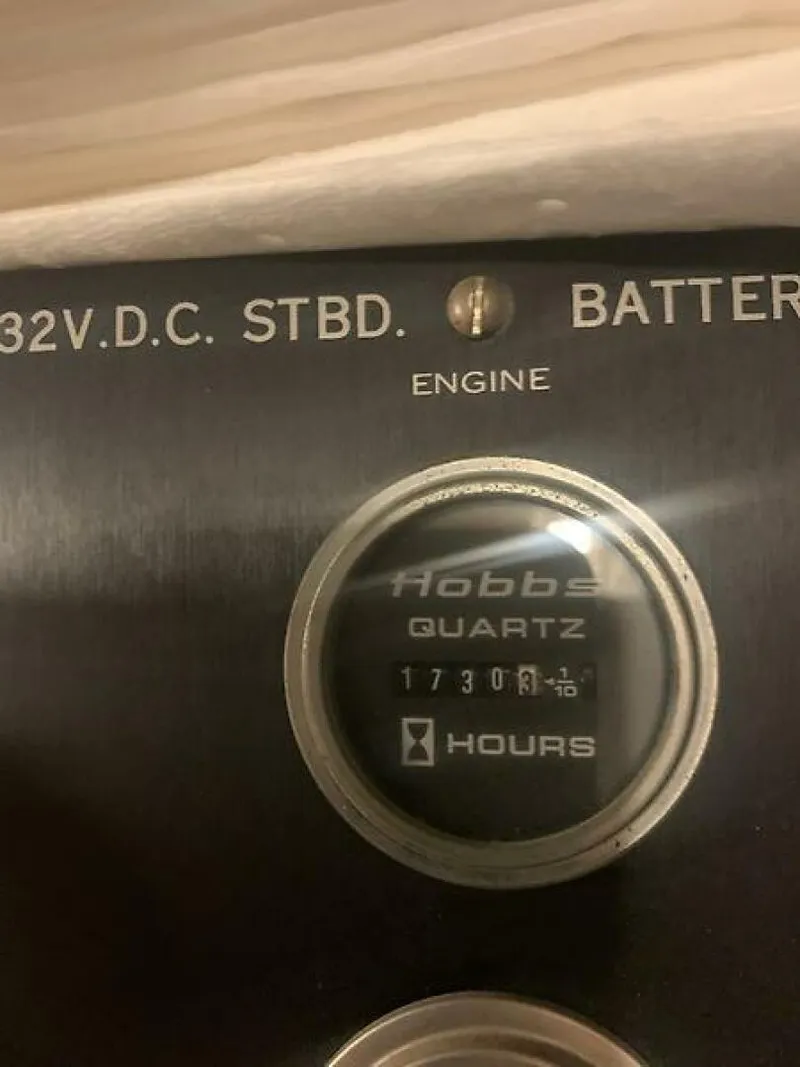 32V.D.C. STBD. BATTER
ENGINE
Hobbs
QUARTZ
17303 1/10
HOURS